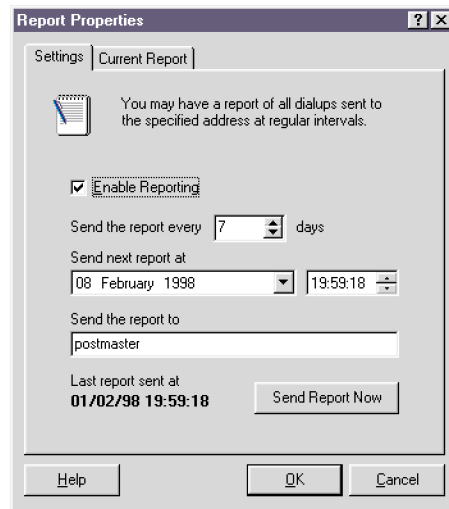 Report Properties
Settings
Current Report
You may have a report of all dialups sent to
the specified address at regular intervals.
Enable Reporting
Send the report every 7 days
Send next report at
08 February 1998 19:59:18
Send the report to
postmaster
Last report sent at
01/02/98 19:59:18
Send Report Now
Help
OK
Cancel